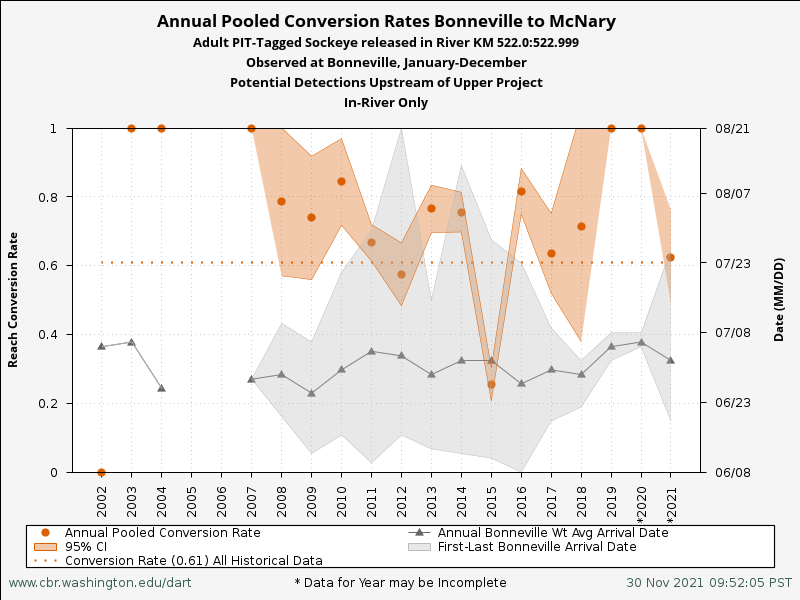 Annual Pooled Conversion Rates Bonneville to McNary
Adult PIT-Tagged Sockeye released in River KM 522.0:522.999
Observed at Bonneville, January-December
Potential Detections Upstream of Upper Project
In-River Only
1
0.8
0.6
0.4
0.2
0
Reach Conversion Rate
08/21
08/07
07/23
07/08
06/23
06/08
Date (MM/DD)
2002
2003
2004
2005
2006
2007
2008
2009
2010
2011
2012
2013
2014
2015
2016
2017
2018
2019
*2020
*2021
Annual Pooled Conversion Rate
95% CI
Conversion Rate (0.61) All Historical Data
Annual Bonneville Wt Avg Arrival Date
First-Last Bonneville Arrival Date
www.cbr.washington.edu/dart
* Data for Year may be Incomplete
30 Nov 2021 09:52:05 PST